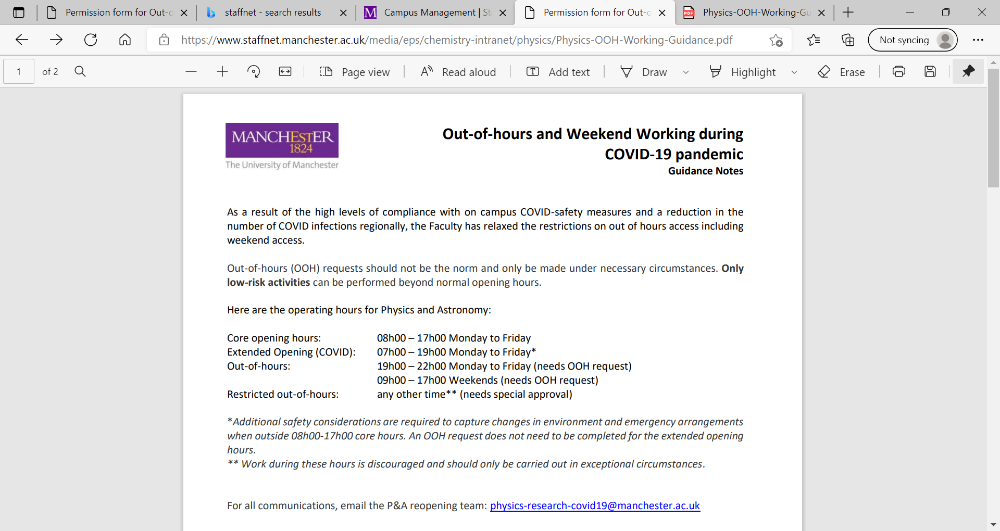 Permission form for Out-o
staffnet - search results
Campus Management | St
Permission form for Out-o
Physics-OOH-Working-Gu
https://www.staffnet.manchester.ac.uk/media/eps/chemistry-intranet/physics/Physics-OOH-Working-Guidance.pdf
Not syncing
1 of 2
Page view
Read aloud
Add text
Draw
Highlight
Erase
MANCHESTER
1824
The University of Manchester
Out-of-hours and Weekend Working during
COVID-19 pandemic
Guidance Notes
As a result of the high levels of compliance with on campus COVID-safety measures and a reduction in the
number of COVID infections regionally, the Faculty has relaxed the restrictions on out of hours access including
weekend access.
Out-of-hours (OOH) requests should not be the norm and only be made under necessary circumstances. Only
low-risk activities can be performed beyond normal opening hours.
Here are the operating hours for Physics and Astronomy:
Core opening hours: 08h00 – 17h00 Monday to Friday
Extended Opening (COVID): 07h00 – 19h00 Monday to Friday*
Out-of-hours: 19h00 – 22h00 Monday to Friday (needs OOH request)
09h00 – 17h00 Weekends (needs OOH request)
Restricted out-of-hours: any other time** (needs special approval)
*Additional safety considerations are required to capture changes in environment and emergency arrangements
when outside 08h00-17h00 core hours. An OOH request does not need to be completed for the extended opening
hours.
** Work during these hours is discouraged and should only be carried out in exceptional circumstances.
For all communications, email the P&A reopening team: physics-research-covid19@manchester.ac.uk